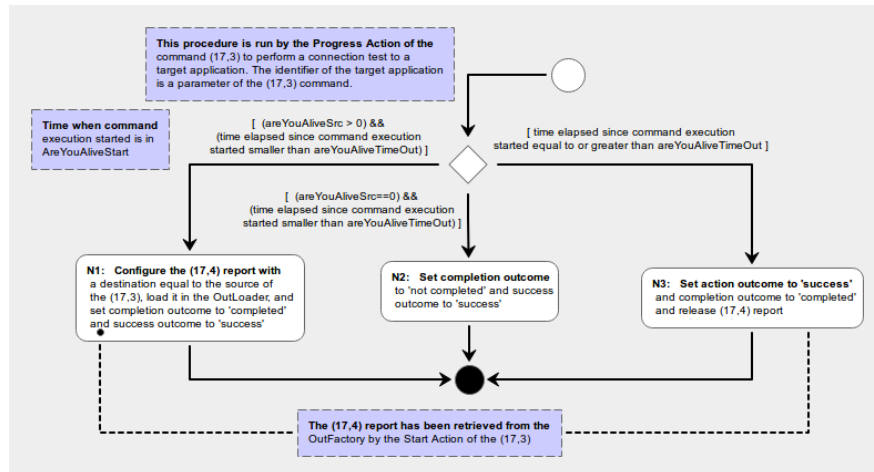 This procedure is run by the Progress Action of the
command (17,3) to perform a connection test to a
target application. The identifier of the target application
is a parameter of the (17,3) command.
Time when command
execution started is in
AreYouAliveStart
[ (areYouAliveSrc > 0) &&
(time elapsed since command execution
started smaller than areYouAliveTimeOut) ]
[ time elapsed since command execution
started equal to or greater than areYouAliveTimeOut ]
[ (areYouAliveSrc==0) &&
(time elapsed since command execution
started smaller than areYouAliveTimeOut) ]
N1: Configure the (17,4) report with
a destination equal to the source of
the (17,3), load it in the OutLoader, and
set completion outcome to 'completed'
and success outcome to 'success'
N2: Set completion outcome
to 'not completed' and success
outcome to 'success'
N3: Set action outcome to 'success'
and completion outcome to 'completed'
and release (17,4) report
The (17,4) report has been retrieved from the
OutFactory by the Start Action of the (17,3)